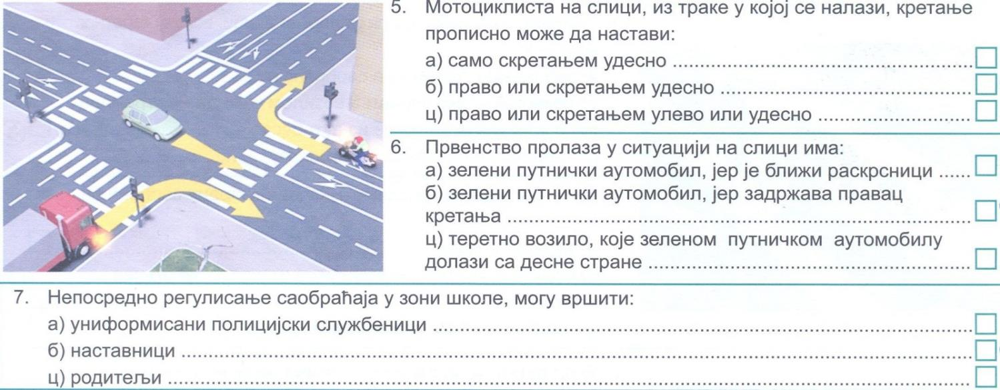 5. Мотоциклиста на слици, из траке у којој се налази, кретање
прописно може да настави:
а) само скретањем удесно
б) право или скретањем удесно
ц) право или скретањем улево или удесно
6. Првенство пролаза у ситуацији на слици има:
а) зелени путнички аутомобил, јер је ближи раскрсници
б) зелени путнички аутомобил, јер задржава правац
кретања
ц) теретно возило, које зеленом путничком аутомобилу
долази са десне стране
7. Непосредно регулисање саобраћаја у зони школе, могу вршити:
а) униформисани полицијски службеници
б) наставници
ц) родитељи